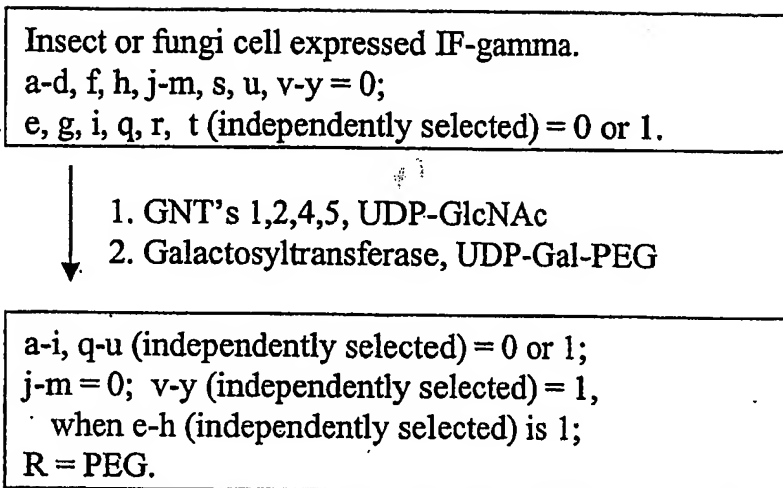 Insect or fungi cell expressed IF-gamma.
a-d, f, h, j-m, s, u, v-y = 0;
e, g, i, q, r, t (independently selected) = 0 or 1.
1. GNT's 1,2,4,5, UDP-GlcNAc
2. Galactosyltransferase, UDP-Gal-PEG
a-i, q-u (independently selected) = 0 or 1;
j-m = 0; v-y (independently selected) = 1,
when e-h (independently selected) is 1;
R = PEG.